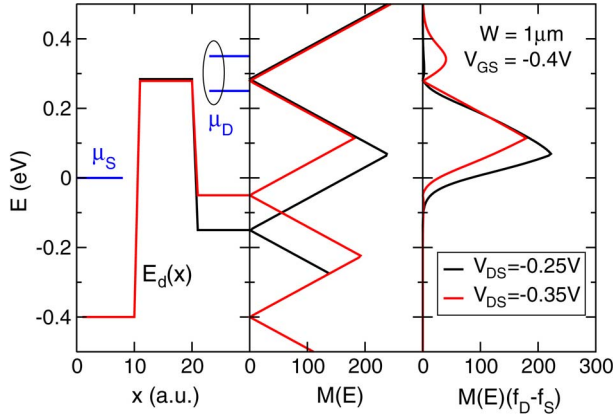 0.4
0.2
0
-0.2
-0.4
E (eV)
μS
μD
Ed(x)
0 10 20 30
x (a.u.)
0 100 200
M(E)
W = 1μm
VGS = -0.4V
VDS=-0.25V
VDS=-0.35V
0 100 200 300
M(E)(fD-fS)